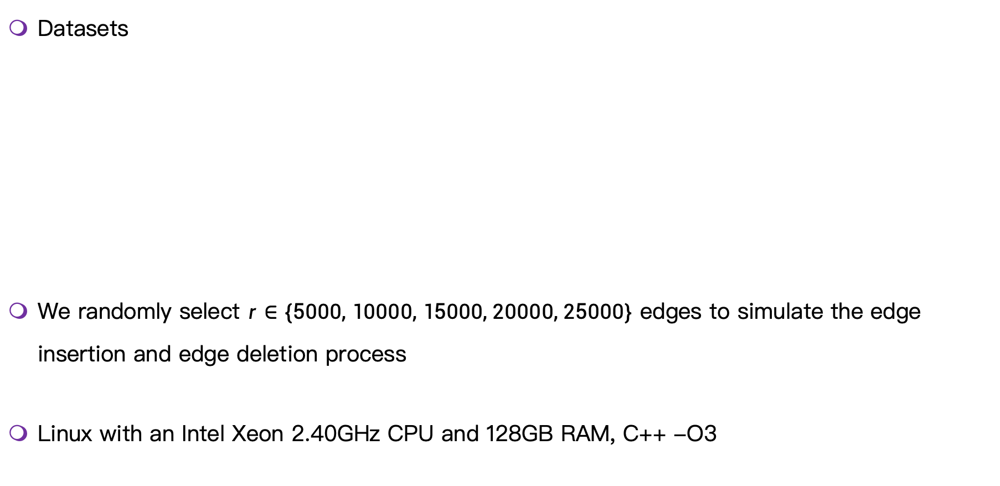 Datasets
We randomly select r ∈ {5000, 10000, 15000, 20000, 25000} edges to simulate the edge
insertion and edge deletion process
Linux with an Intel Xeon 2.40GHz CPU and 128GB RAM, C++ –O3